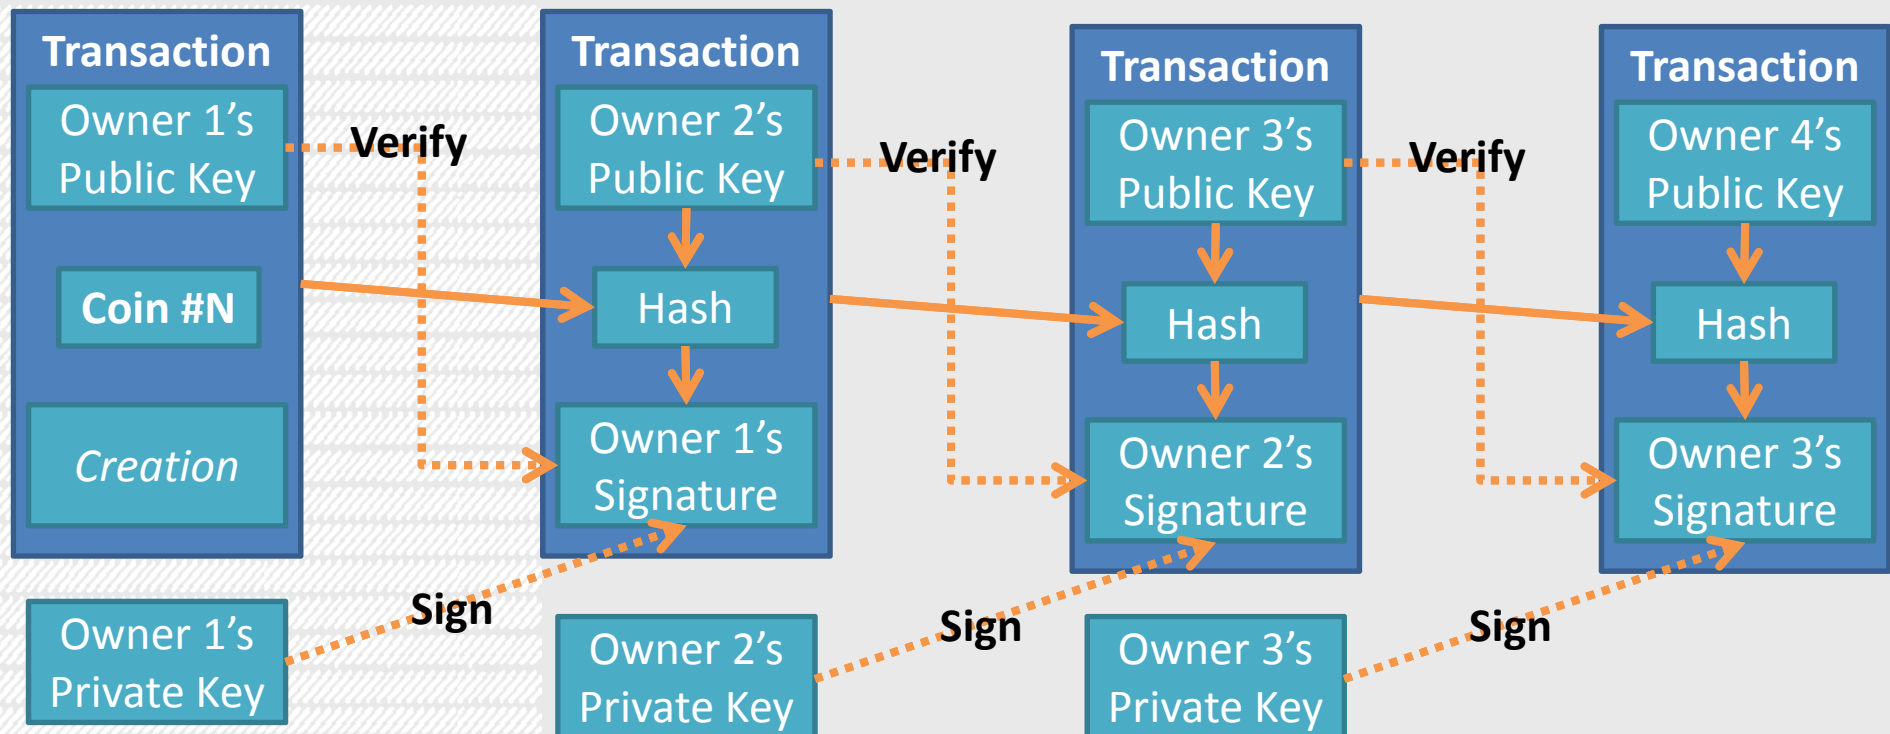 Transaction
Owner 1’s
Public Key
Coin #N
Creation
Owner 1’s
Private Key
Verify
Sign
Transaction
Owner 2’s
Public Key
Hash
Owner 1’s
Signature
Owner 2’s
Private Key
Verify
Sign
Transaction
Owner 3’s
Public Key
Hash
Owner 2’s
Signature
Owner 3’s
Private Key
Verify
Sign
Transaction
Owner 4’s
Public Key
Hash
Owner 3’s
Signature